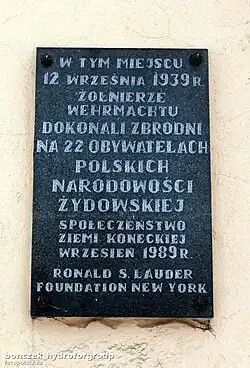 W TYM MIEJSCU
12 WRZEŚNIA 1939 R
ŻOŁNIERZE
WEHRMACHTU
DOKONALI ZBRODNI
NA 22 OBYWATELACH
POLSKICH
NARODOWOŚCI
ŻYDOWSKIEJ
SPOŁECZEŃSTWO
ZIEMI KONECKIEJ
WRZESIEŃ 1989 R
RONALD S. LAUDER
FOUNDATION NEW YORK
bonczek_hydroforgroup
fotopolska.eu